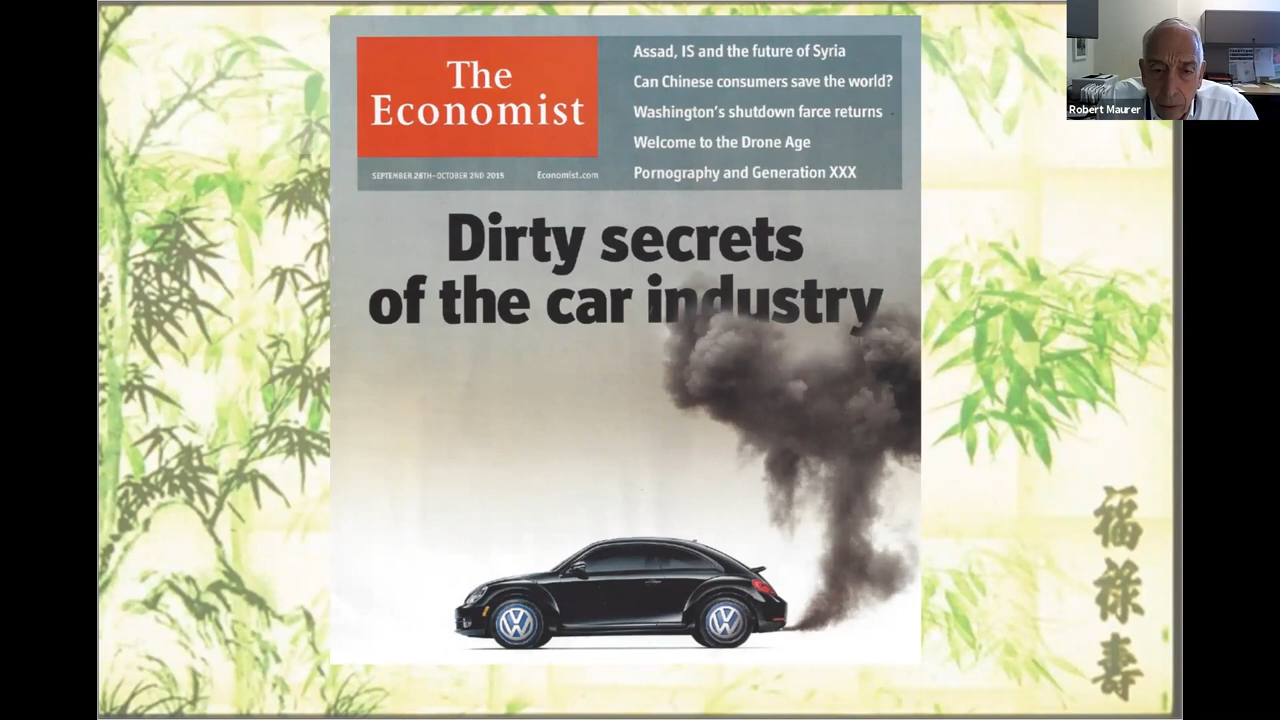 The
Economist
SEPTEMBER 26TH–OCTOBER 2ND 2015
Economist.com
Assad, IS and the future of Syria
Can Chinese consumers save the world?
Washington's shutdown farce returns
Welcome to the Drone Age
Pornography and Generation XXX
Dirty secrets
of the car industry
VW
VW
Robert Maurer
福
祿
壽